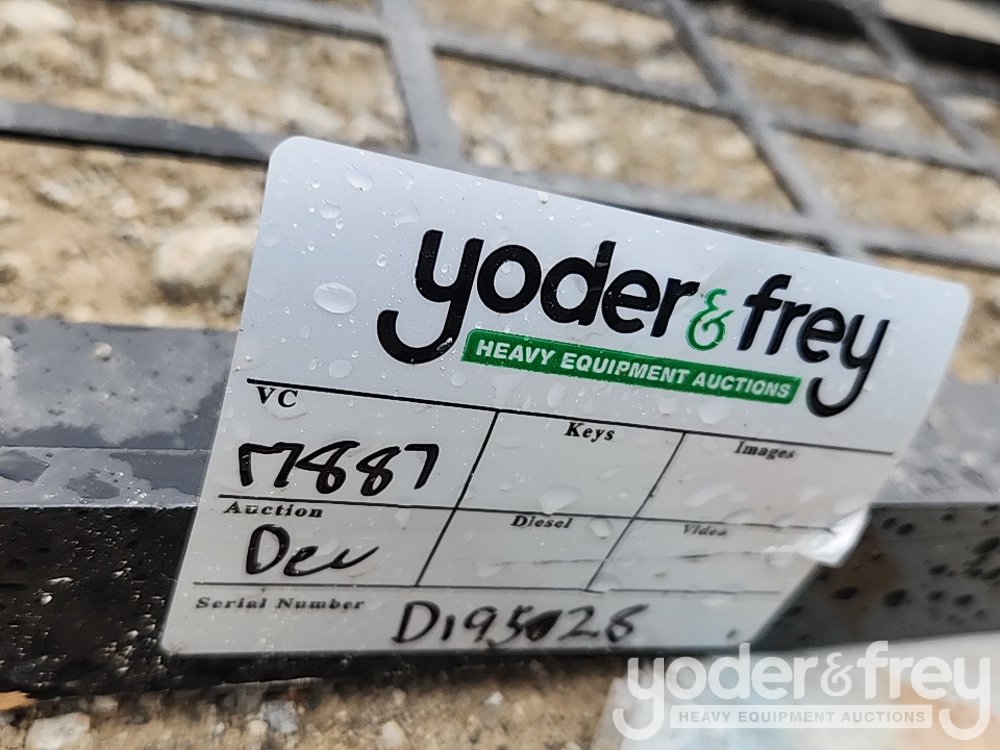 yoder & frey
HEAVY EQUIPMENT AUCTIONS
VC
Keys
Images
17887
Auction
Diesel
Video
Dec
Serial Number
yoder & frey
HEAVY EQUIPMENT AUCTIONS